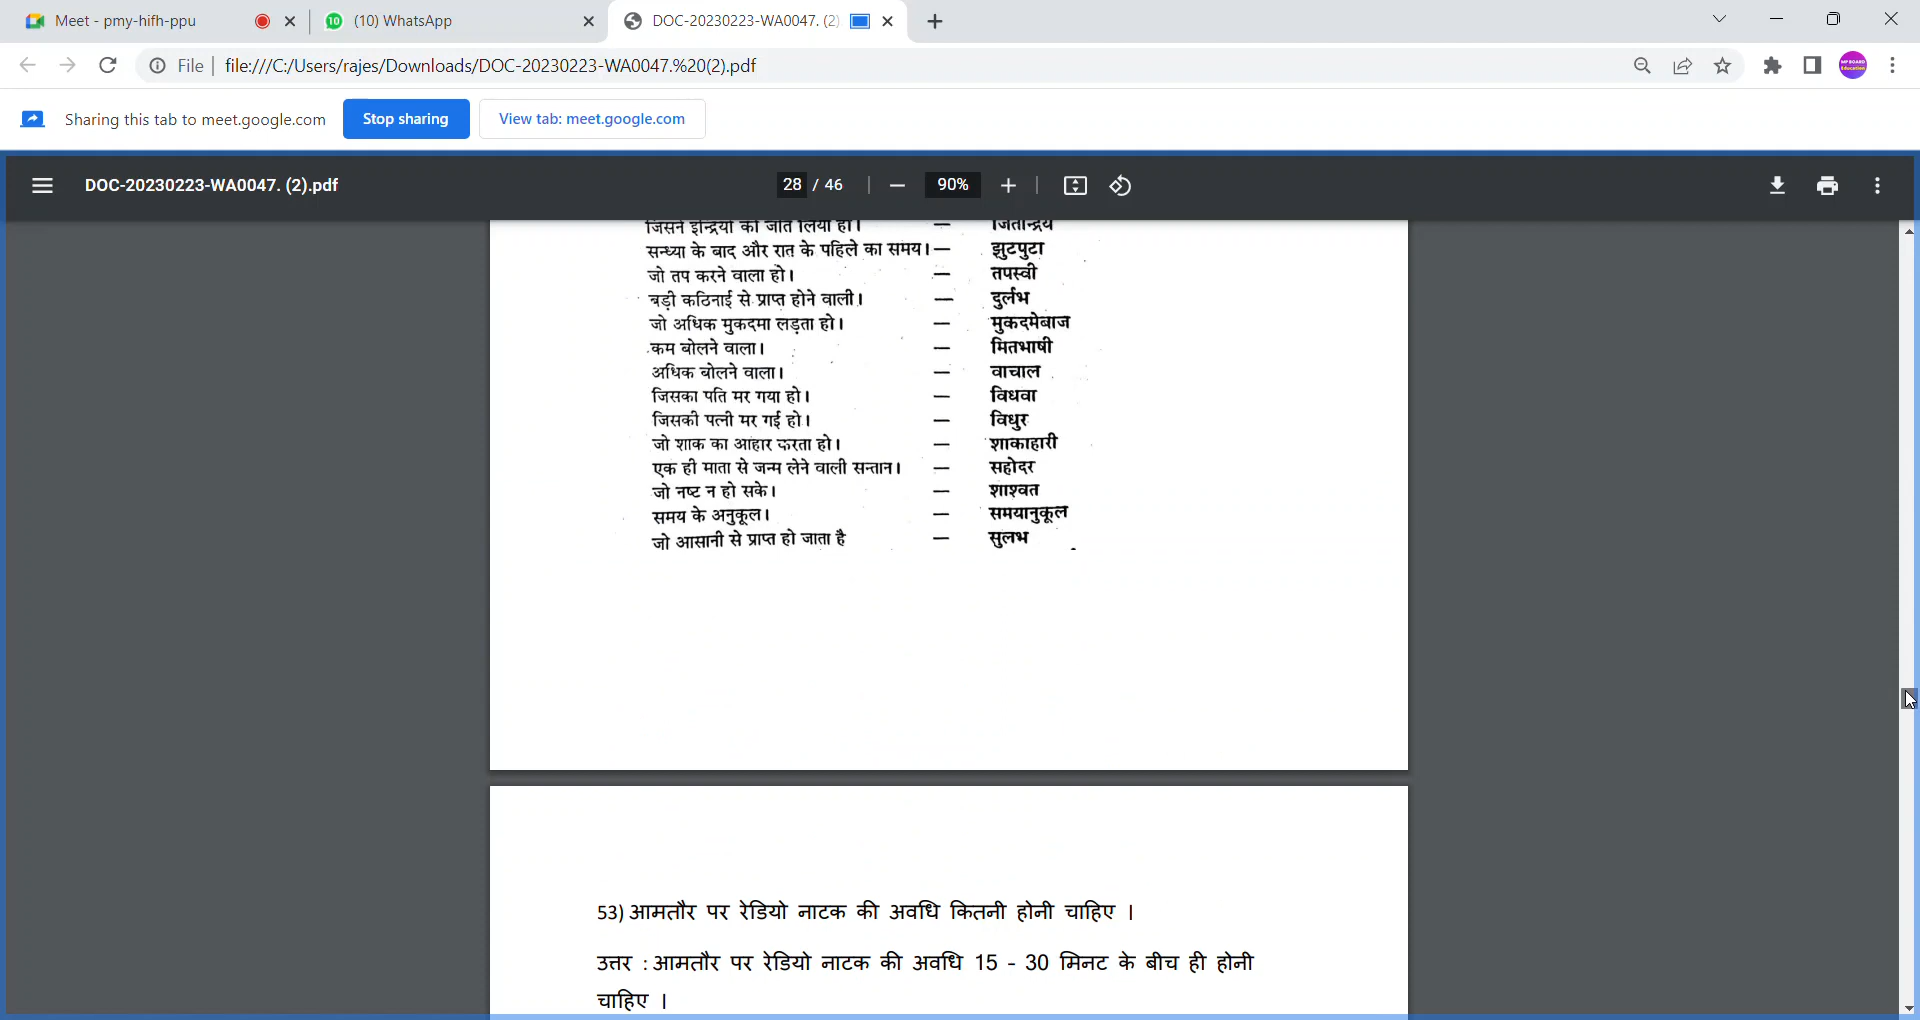 Meet - pmy-hifh-ppu
(10) WhatsApp
DOC-20230223-WA0047. (2)
File
file:///C:/Users/rajes/Downloads/DOC-20230223-WA0047.%20(2).pdf
Sharing this tab to meet.google.com
Stop sharing
View tab: meet.google.com
DOC-20230223-WA0047. (2).pdf
28 / 46
90%
जिसने इन्द्रियों को जीत लिया हो। — जितेन्द्रिय
सन्ध्या के बाद और रात के पहिले का समय। — झुटपुटा
जो तप करने वाला हो। — तपस्वी
बड़ी कठिनाई से प्राप्त होने वाली। — दुर्लभ
जो अधिक मुकदमा लड़ता हो। — मुकदमेबाज
कम बोलने वाला। — मितभाषी
अधिक बोलने वाला। — वाचाल
जिसका पति मर गया हो। — विधवा
जिसकी पत्नी मर गई हो। — विधुर
जो शाक का आहार करता हो। — शाकाहारी
एक ही माता से जन्म लेने वाली सन्तान। — सहोदर
जो नष्ट न हो सके। — शाश्वत
समय के अनुकूल। — समयानुकूल
जो आसानी से प्राप्त हो जाता है — सुलभ
53) आमतौर पर रेडियो नाटक की अवधि कितनी होनी चाहिए ।
उत्तर : आमतौर पर रेडियो नाटक की अवधि 15 - 30 मिनट के बीच ही होनी
चाहिए ।